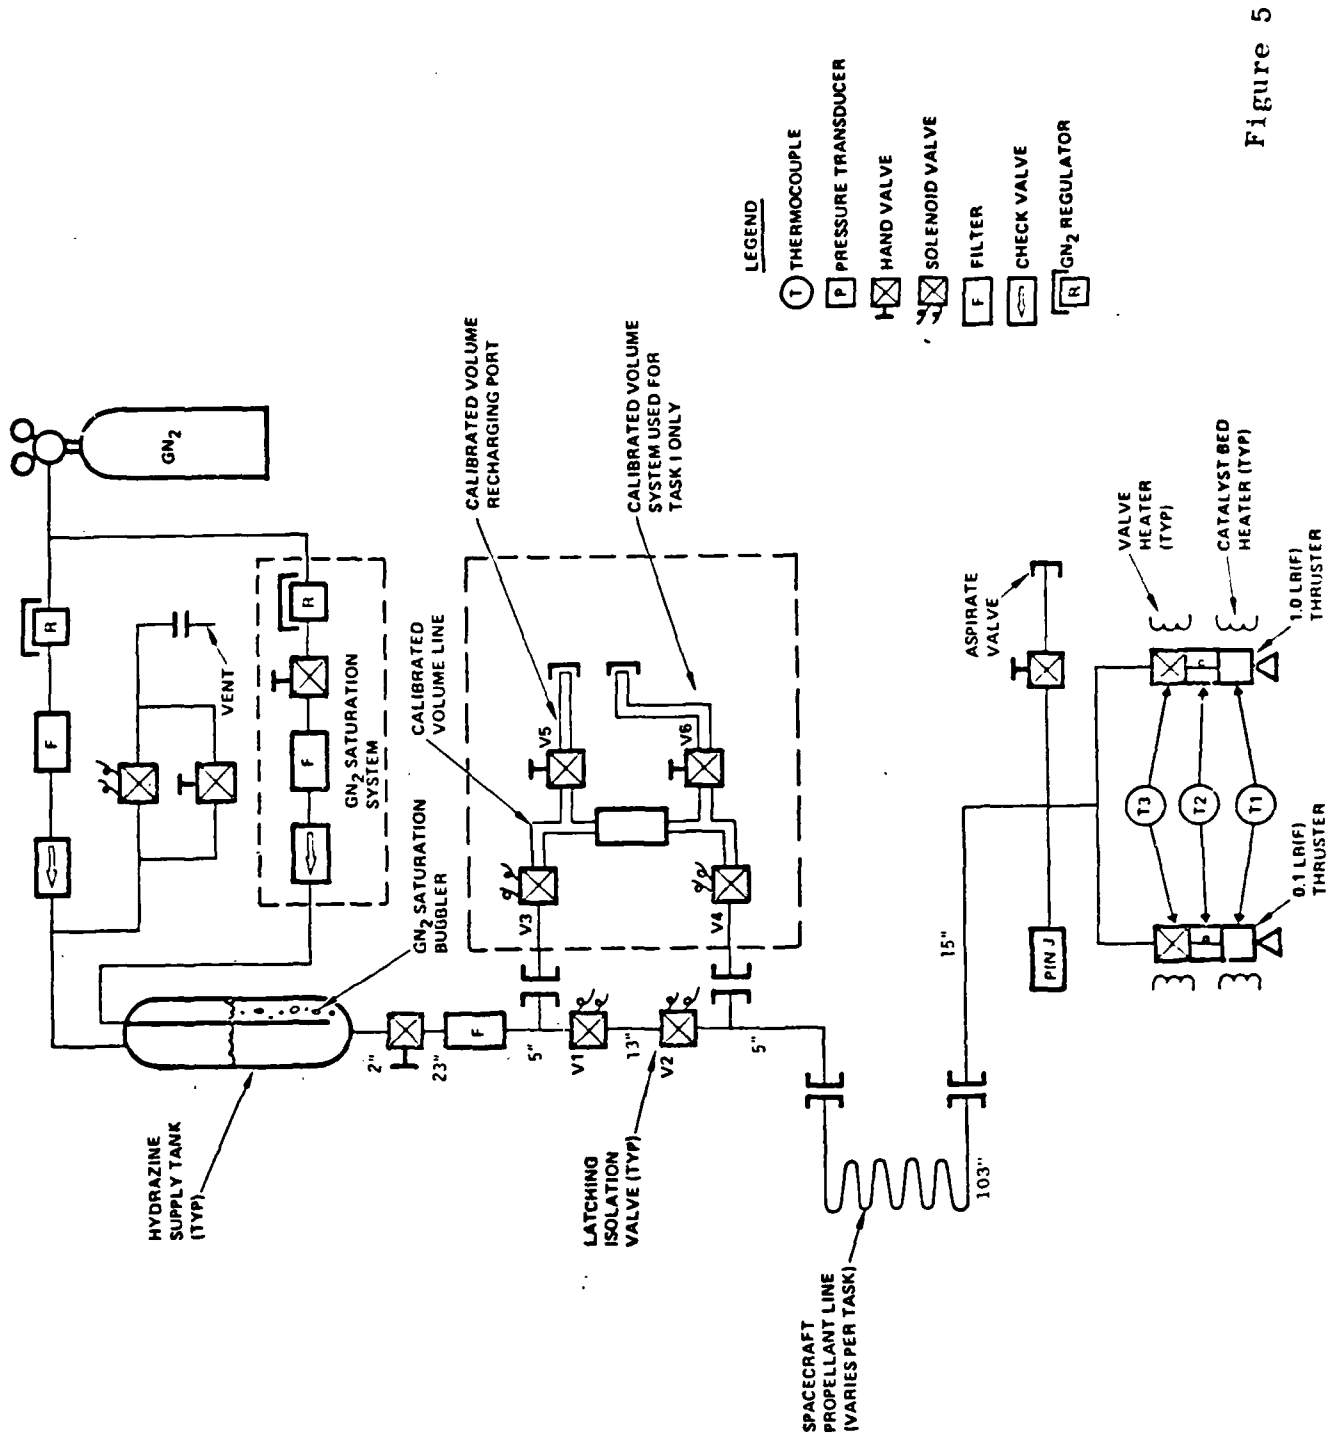 GN2
R
F
VENT
R
F
GN2 SATURATION
SYSTEM
HYDRAZINE
SUPPLY TANK
(TYP)
GN2 SATURATION
BUBBLER
CALIBRATED
VOLUME LINE
CALIBRATED VOLUME
RECHARGING PORT
CALIBRATED VOLUME
SYSTEM USED FOR
TASK I ONLY
2"
23"
F
5"
V1
13"
V2
5"
V3
V4
V5
V6
LATCHING
ISOLATION
VALVE (TYP)
SPACECRAFT
PROPELLANT LINE
(VARIES PER TASK)
103"
15"
PINJ
ASPIRATE
VALVE
T3
T2
T1
VALVE
HEATER
(TYP)
CATALYST BED
HEATER (TYP)
0.1 LB(F)
THRUSTER
1.0 LB(F)
THRUSTER
LEGEND
T THERMOCOUPLE
P PRESSURE TRANSDUCER
HAND VALVE
SOLENOID VALVE
F FILTER
CHECK VALVE
R GN2 REGULATOR
Figure 5